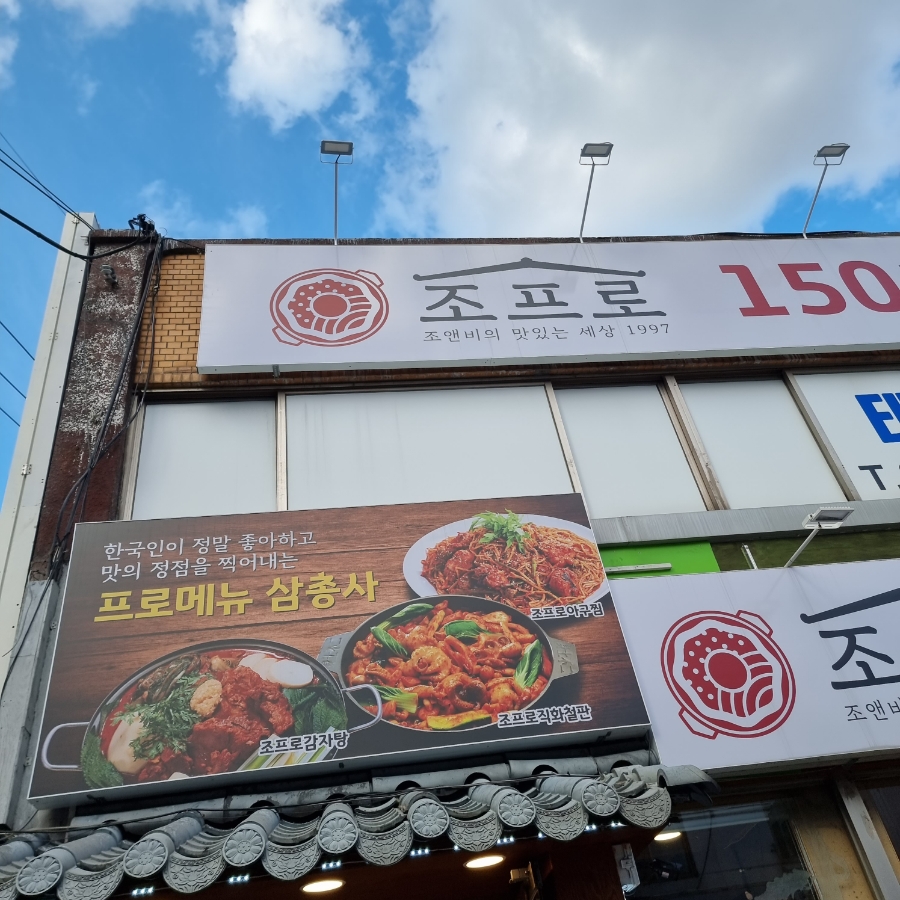 조프로
조앤비의 맛있는 세상 1997
150
한국인이 정말 좋아하고
맛의 정점을 찍어내는
프로메뉴 삼총사
조프로아구찜
조프로직화철판
조프로감자탕
T
조
조앤비